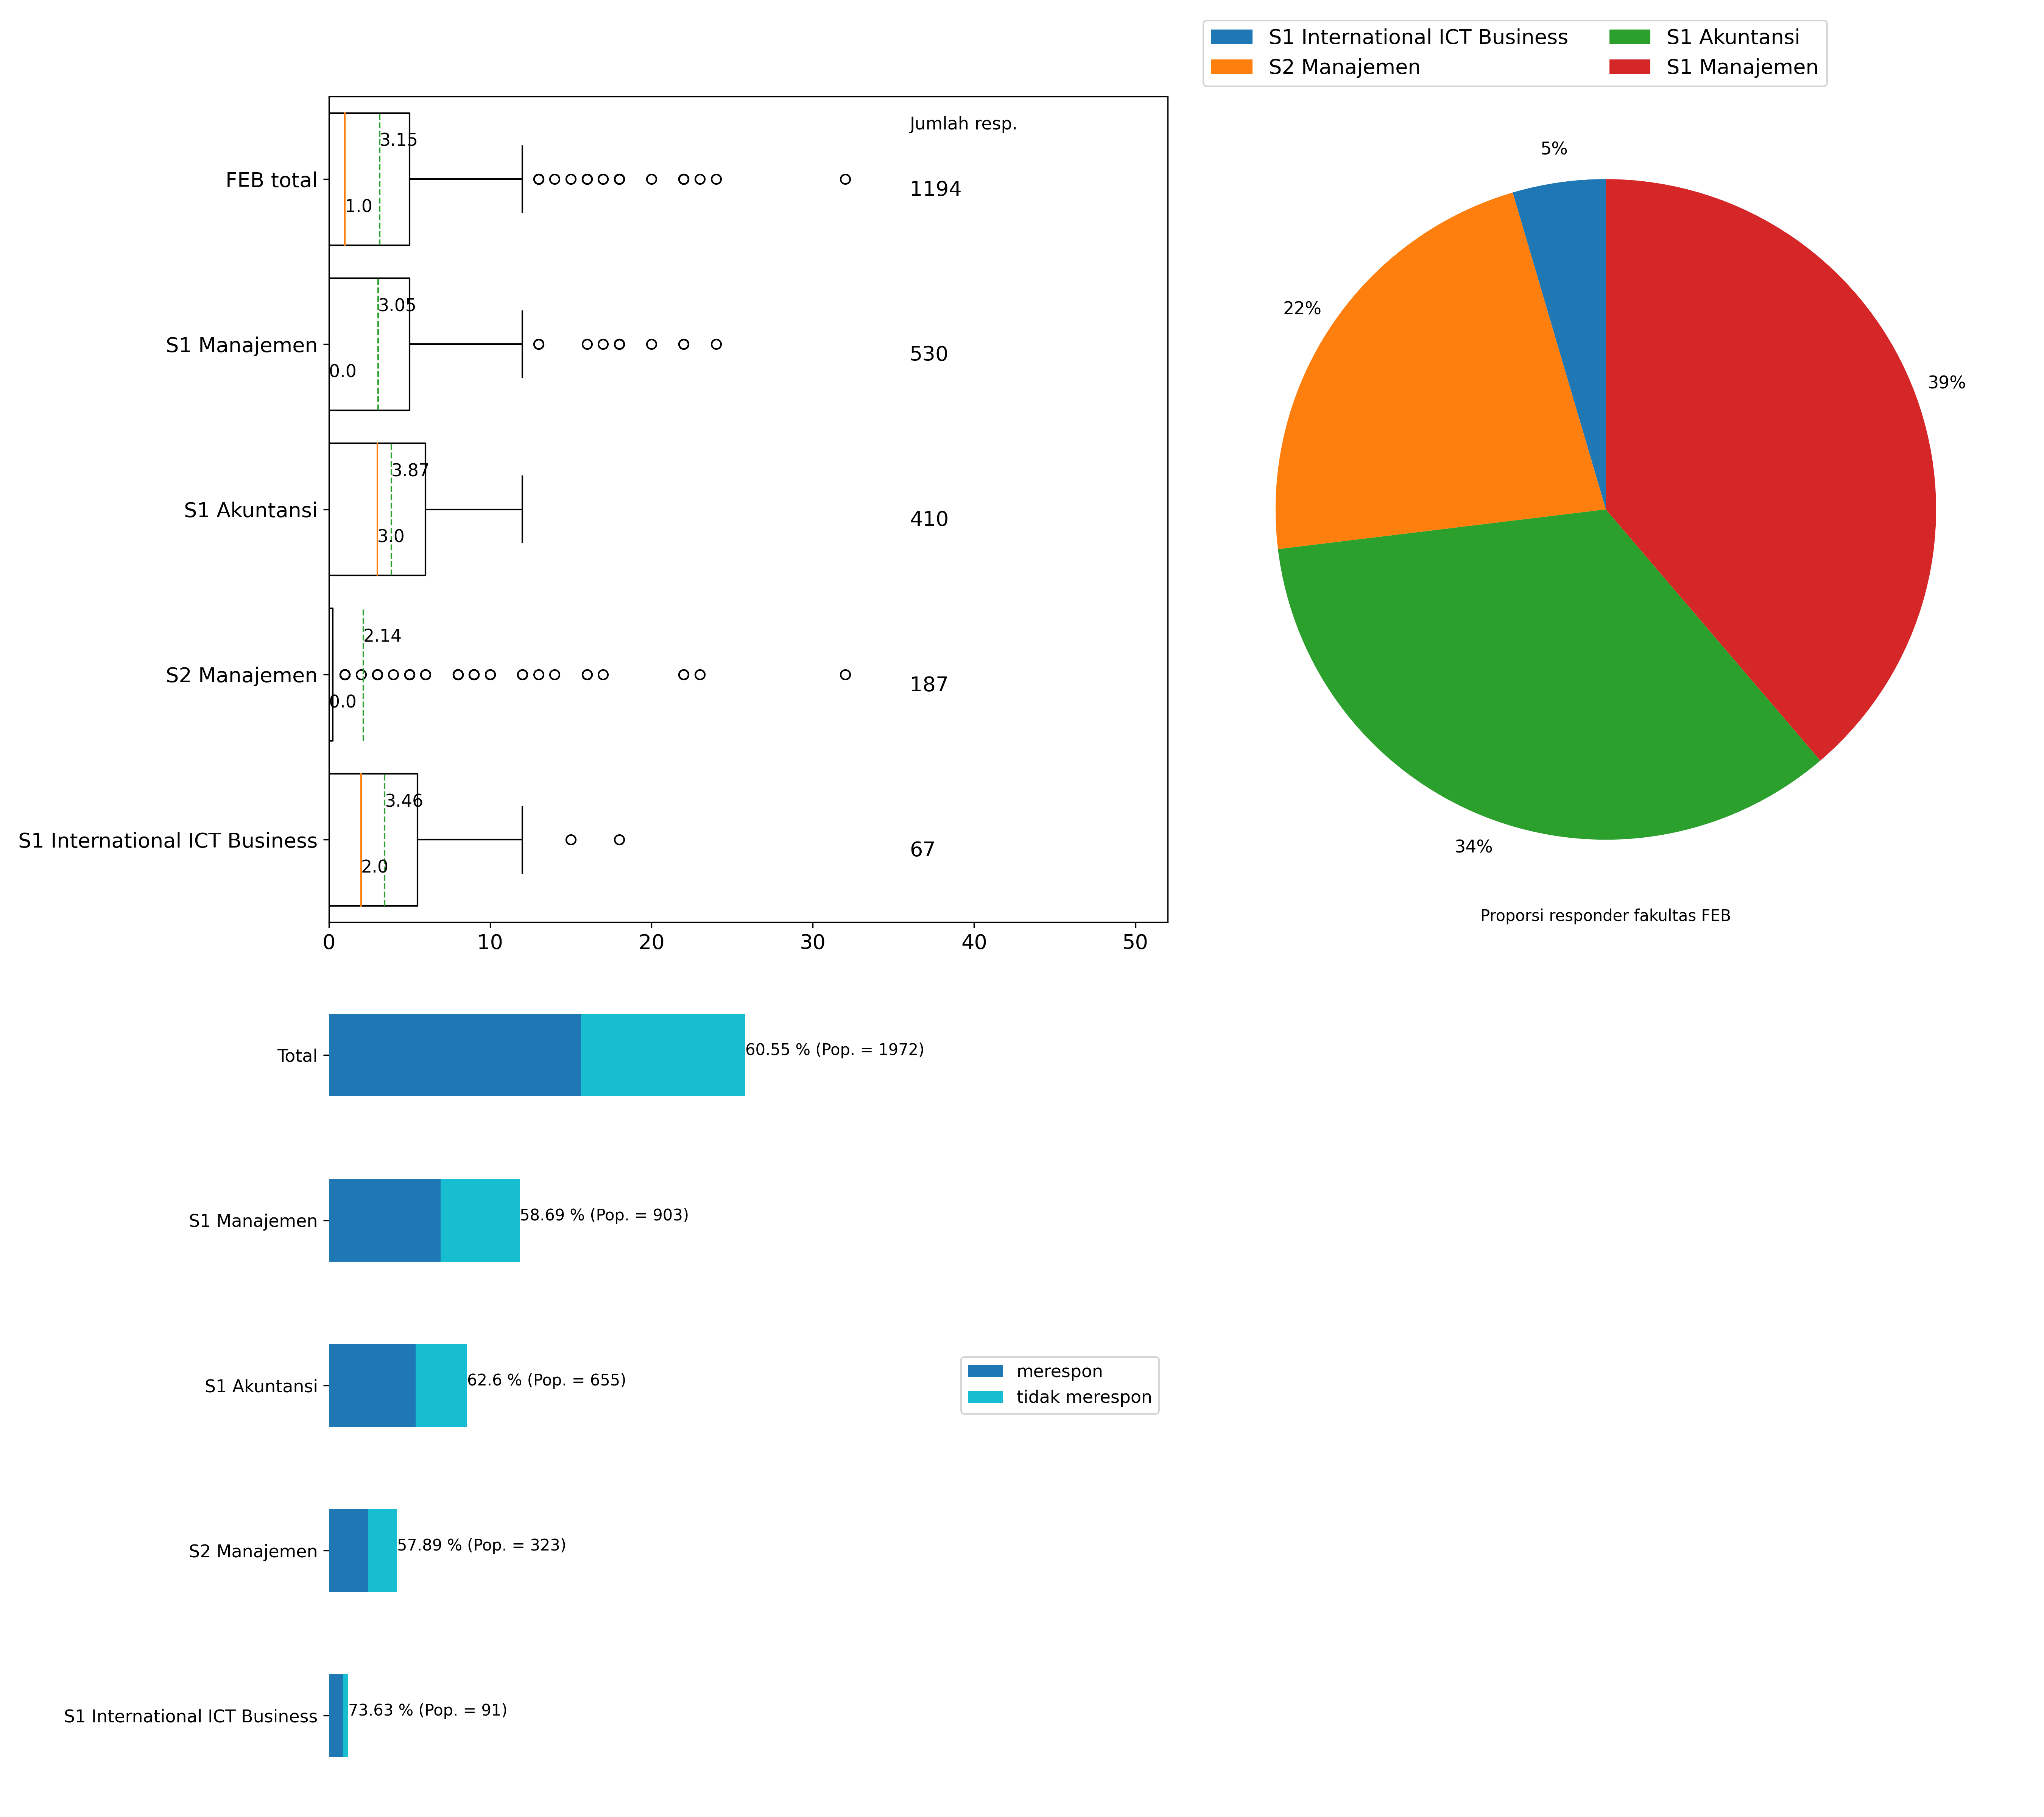 S1 International ICT Business
S2 Manajemen
S1 Akuntansi
S1 Manajemen
Jumlah resp.
FEB total
3.15
1.0
1194
S1 Manajemen
3.05
0.0
530
S1 Akuntansi
3.87
3.0
410
S2 Manajemen
2.14
0.0
187
S1 International ICT Business
3.46
2.0
67
0 10 20 30 40 50
5%
22%
39%
34%
Proporsi responder fakultas FEB
Total
60.55 % (Pop. = 1972)
S1 Manajemen
58.69 % (Pop. = 903)
S1 Akuntansi
62.6 % (Pop. = 655)
merespon
tidak merespon
S2 Manajemen
57.89 % (Pop. = 323)
S1 International ICT Business
73.63 % (Pop. = 91)